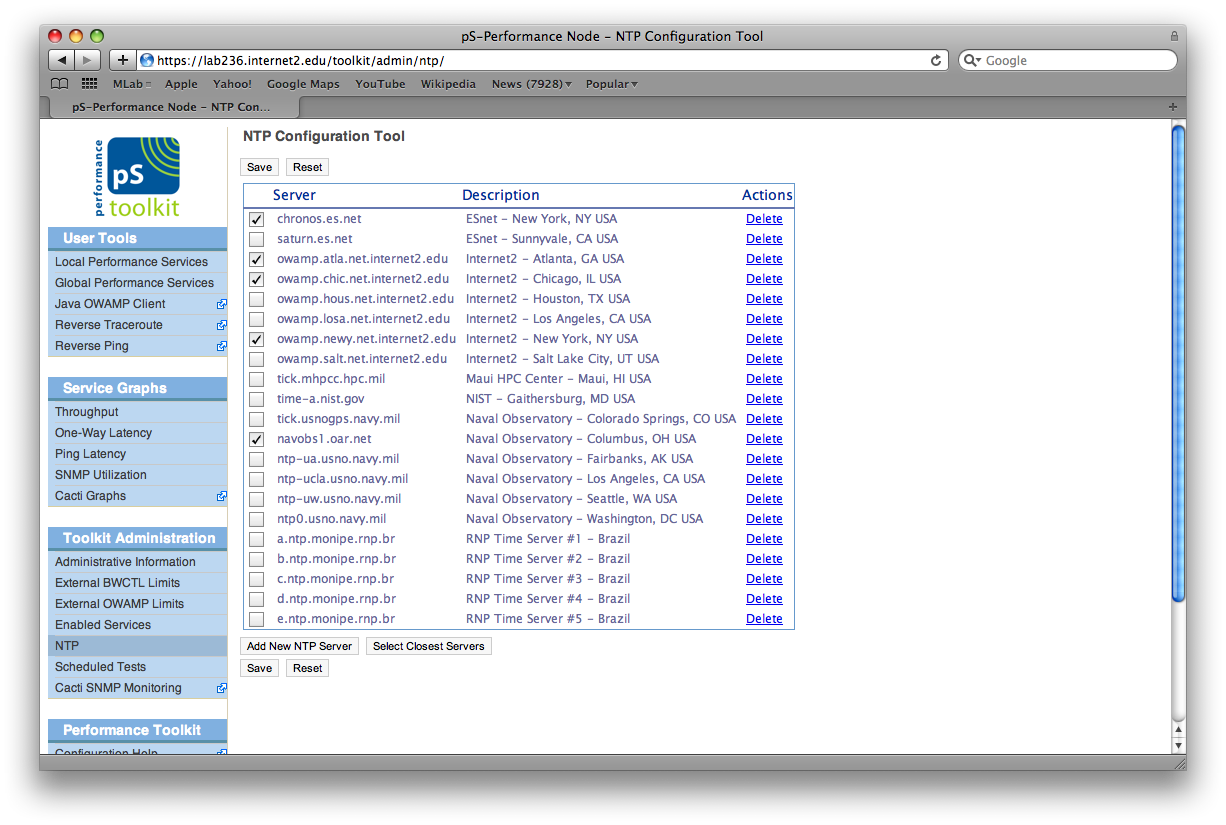 pS-Performance Node – NTP Configuration Tool
https://lab236.internet2.edu/toolkit/admin/ntp/
Google
MLab Apple Yahoo! Google Maps YouTube Wikipedia News (7928) Popular
pS-Performance Node – NTP Con...
performance
pS
toolkit
User Tools
Local Performance Services
Global Performance Services
Java OWAMP Client
Reverse Traceroute
Reverse Ping
Service Graphs
Throughput
One-Way Latency
Ping Latency
SNMP Utilization
Cacti Graphs
Toolkit Administration
Administrative Information
External BWCTL Limits
External OWAMP Limits
Enabled Services
NTP
Scheduled Tests
Cacti SNMP Monitoring
Performance Toolkit
Configuration Help
NTP Configuration Tool
Save Reset
Server Description Actions
chronos.es.net ESnet – New York, NY USA Delete
saturn.es.net ESnet – Sunnyvale, CA USA Delete
owamp.atla.net.internet2.edu Internet2 – Atlanta, GA USA Delete
owamp.chic.net.internet2.edu Internet2 – Chicago, IL USA Delete
owamp.hous.net.internet2.edu Internet2 – Houston, TX USA Delete
owamp.losa.net.internet2.edu Internet2 – Los Angeles, CA USA Delete
owamp.newy.net.internet2.edu Internet2 – New York, NY USA Delete
owamp.salt.net.internet2.edu Internet2 – Salt Lake City, UT USA Delete
tick.mhpcc.hpc.mil Maui HPC Center – Maui, HI USA Delete
time-a.nist.gov NIST – Gaithersburg, MD USA Delete
tick.usnogps.navy.mil Naval Observatory – Colorado Springs, CO USA Delete
navobs1.oar.net Naval Observatory – Columbus, OH USA Delete
ntp-ua.usno.navy.mil Naval Observatory – Fairbanks, AK USA Delete
ntp-ucla.usno.navy.mil Naval Observatory – Los Angeles, CA USA Delete
ntp-uw.usno.navy.mil Naval Observatory – Seattle, WA USA Delete
ntp0.usno.navy.mil Naval Observatory – Washington, DC USA Delete
a.ntp.monipe.rnp.br RNP Time Server #1 – Brazil Delete
b.ntp.monipe.rnp.br RNP Time Server #2 – Brazil Delete
c.ntp.monipe.rnp.br RNP Time Server #3 – Brazil Delete
d.ntp.monipe.rnp.br RNP Time Server #4 – Brazil Delete
e.ntp.monipe.rnp.br RNP Time Server #5 – Brazil Delete
Add New NTP Server Select Closest Servers
Save Reset